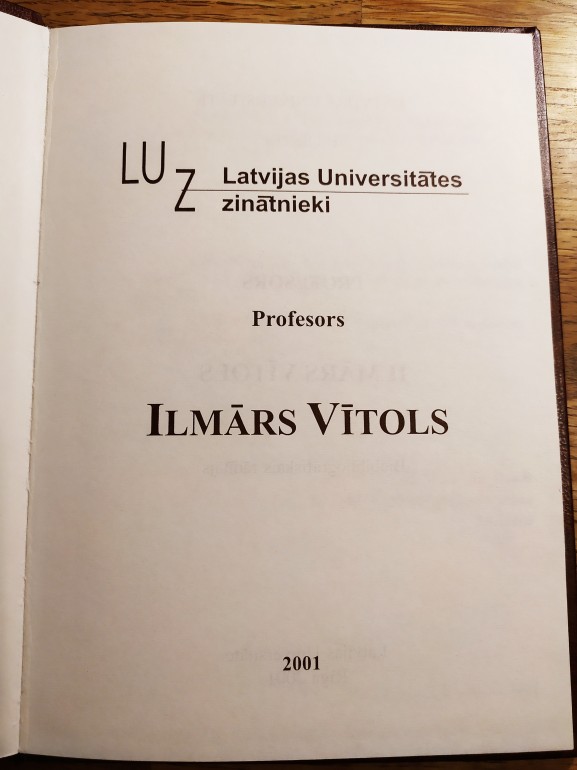 LU Z
Latvijas Universitātes
zinātnieki
Profesors
ILMĀRS VĪTOLS
2001